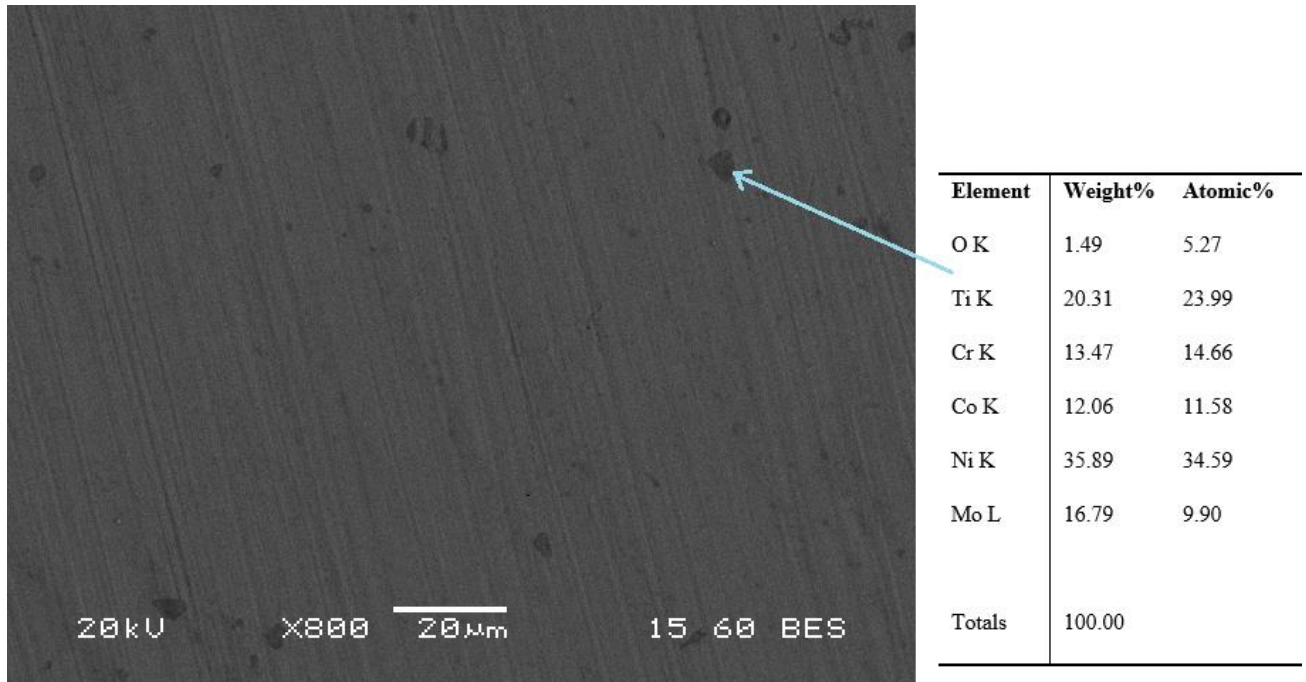 20kU X800 20μm 15 60 BES
Element Weight% Atomic%
O K 1.49 5.27
Ti K 20.31 23.99
Cr K 13.47 14.66
Co K 12.06 11.58
Ni K 35.89 34.59
Mo L 16.79 9.90
Totals 100.00